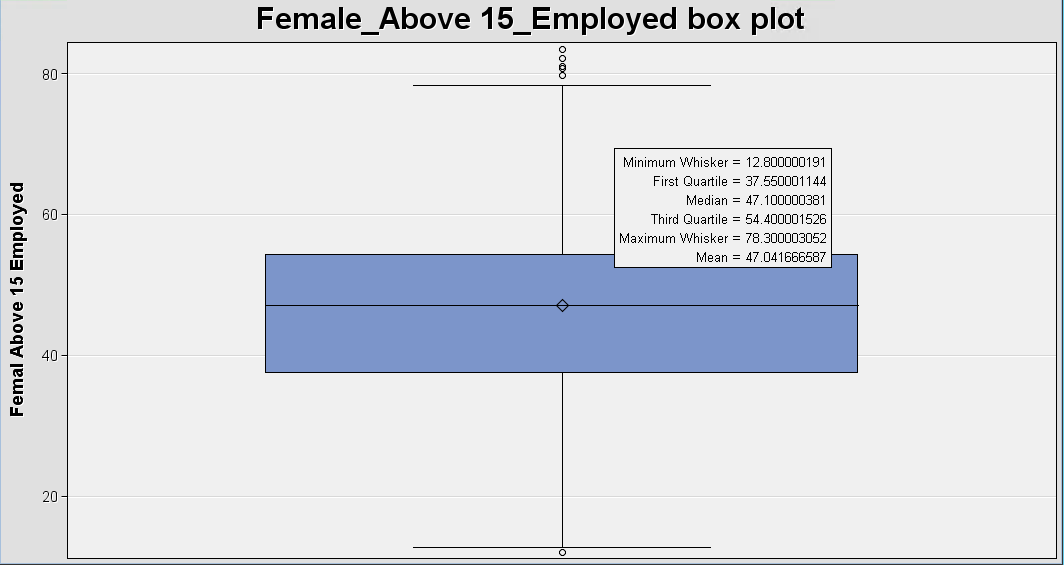 Female_Above 15_Employed box plot
Femal Above 15 Employed
80
60
40
20
Minimum Whisker = 12.800000191
First Quartile = 37.550001144
Median = 47.100000381
Third Quartile = 54.400001526
Maximum Whisker = 78.300003052
Mean = 47.041666587